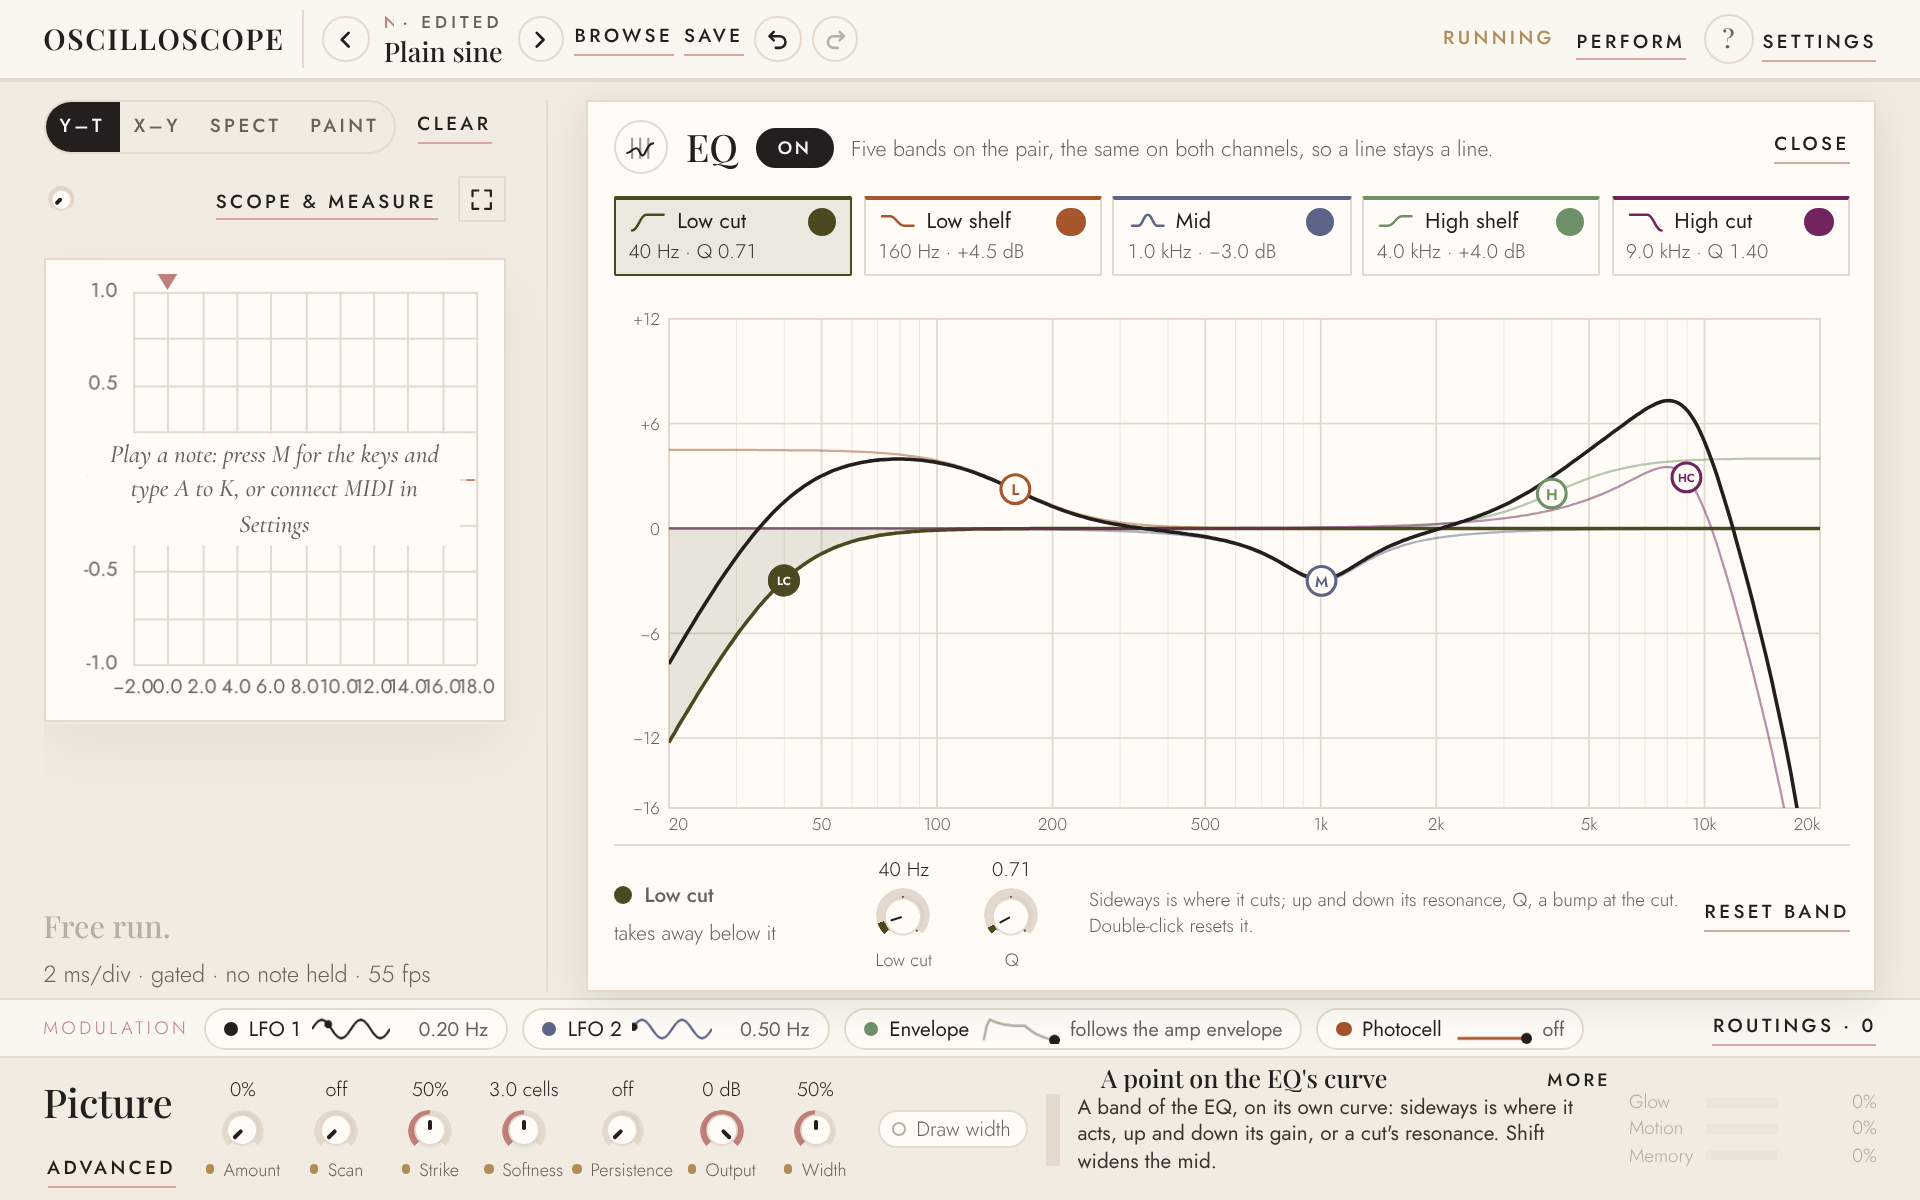 OSCILLOSCOPE
N · EDITED
Plain sine
BROWSE SAVE
RUNNING PERFORM ? SETTINGS
Y–T X–Y SPECT PAINT CLEAR
SCOPE & MEASURE
1.0
0.5
Play a note: press M for the keys and
type A to K, or connect MIDI in
Settings
-0.5
-1.0
−2.0 0.0 2.0 4.0 6.0 8.0 10.0 12.0 14.0 16.0 18.0
Free run.
2 ms/div · gated · no note held · 55 fps
EQ ON Five bands on the pair, the same on both channels, so a line stays a line. CLOSE
Low cut
40 Hz · Q 0.71
Low shelf
160 Hz · +4.5 dB
Mid
1.0 kHz · −3.0 dB
High shelf
4.0 kHz · +4.0 dB
High cut
9.0 kHz · Q 1.40
+12
+6
0
−6
−12
−16
L
LC
M
H
HC
20 50 100 200 500 1k 2k 5k 10k 20k
Low cut
takes away below it
40 Hz
Low cut
0.71
Q
Sideways is where it cuts; up and down its resonance, Q, a bump at the cut.
Double-click resets it.
RESET BAND
MODULATION LFO 1 0.20 Hz LFO 2 0.50 Hz Envelope follows the amp envelope Photocell off ROUTINGS · 0
Picture
ADVANCED
0% off 50% 3.0 cells off 0 dB 50%
Amount Scan Strike Softness Persistence Output Width
Draw width
A point on the EQ's curve MORE
A band of the EQ, on its own curve: sideways is where it
acts, up and down its gain, or a cut's resonance. Shift
widens the mid.
Glow 0%
Motion 0%
Memory 0%